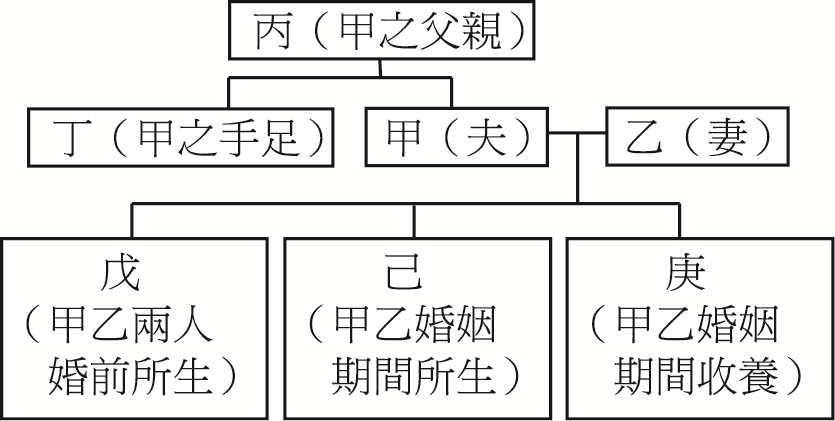 丙（甲之父親）
丁（甲之手足）
甲（夫）
乙（妻）
戊
（甲乙兩人
婚前所生）
己
（甲乙婚姻
期間所生）
庚
（甲乙婚姻
期間收養）